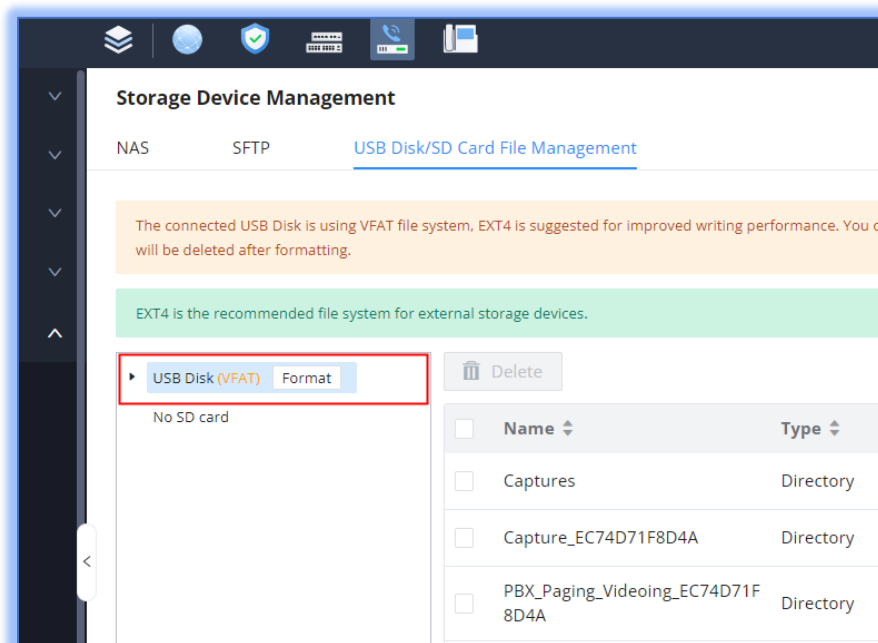 Storage Device Management
NAS SFTP USB Disk/SD Card File Management
The connected USB Disk is using VFAT file system, EXT4 is suggested for improved writing performance. You
will be deleted after formatting.
EXT4 is the recommended file system for external storage devices.
USB Disk (VFAT) Format
No SD card
Delete
Name Type
Captures Directory
Capture_EC74D71F8D4A Directory
PBX_Paging_Videoing_EC74D71F
8D4A Directory